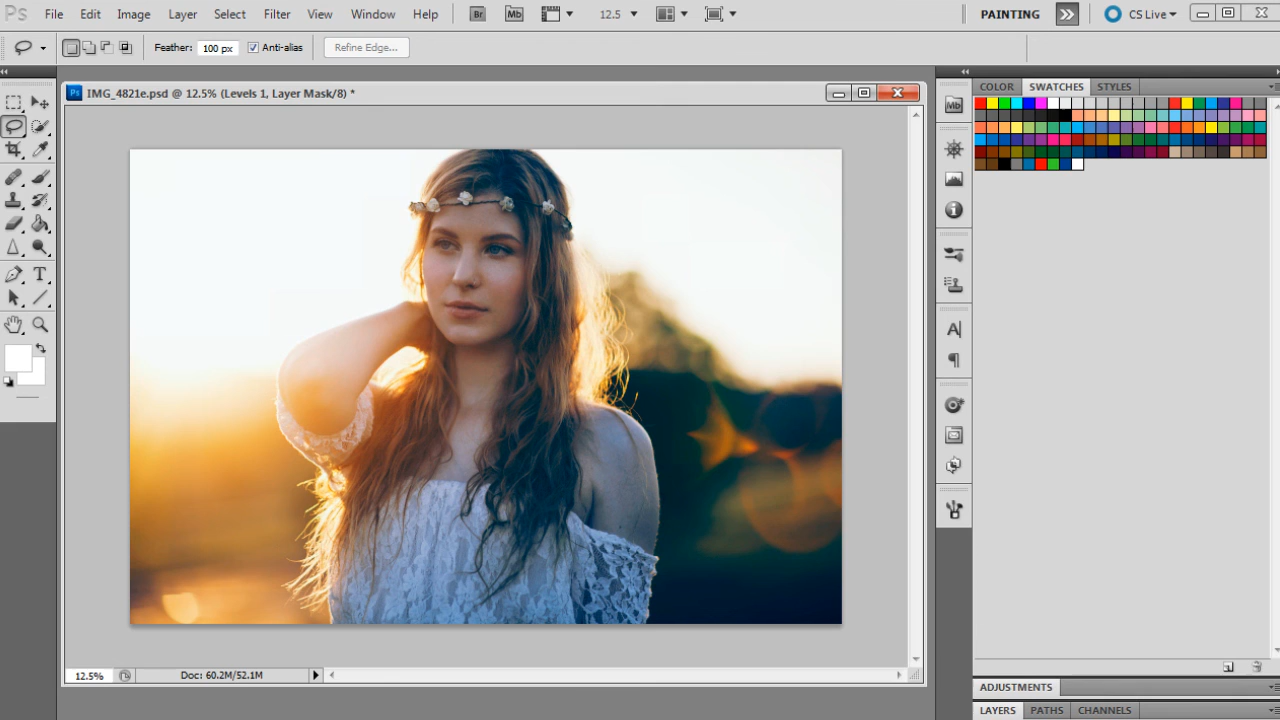 Ps File Edit Image Layer Select Filter View Window Help Br Mb 12.5 PAINTING CS Live
Feather: 100 px Anti-alias Refine Edge...
IMG_4821e.psd @ 12.5% (Levels 1, Layer Mask/8) *
COLOR SWATCHES STYLES
Mb
12.5% Doc: 60.2M/52.1M
ADJUSTMENTS
LAYERS PATHS CHANNELS